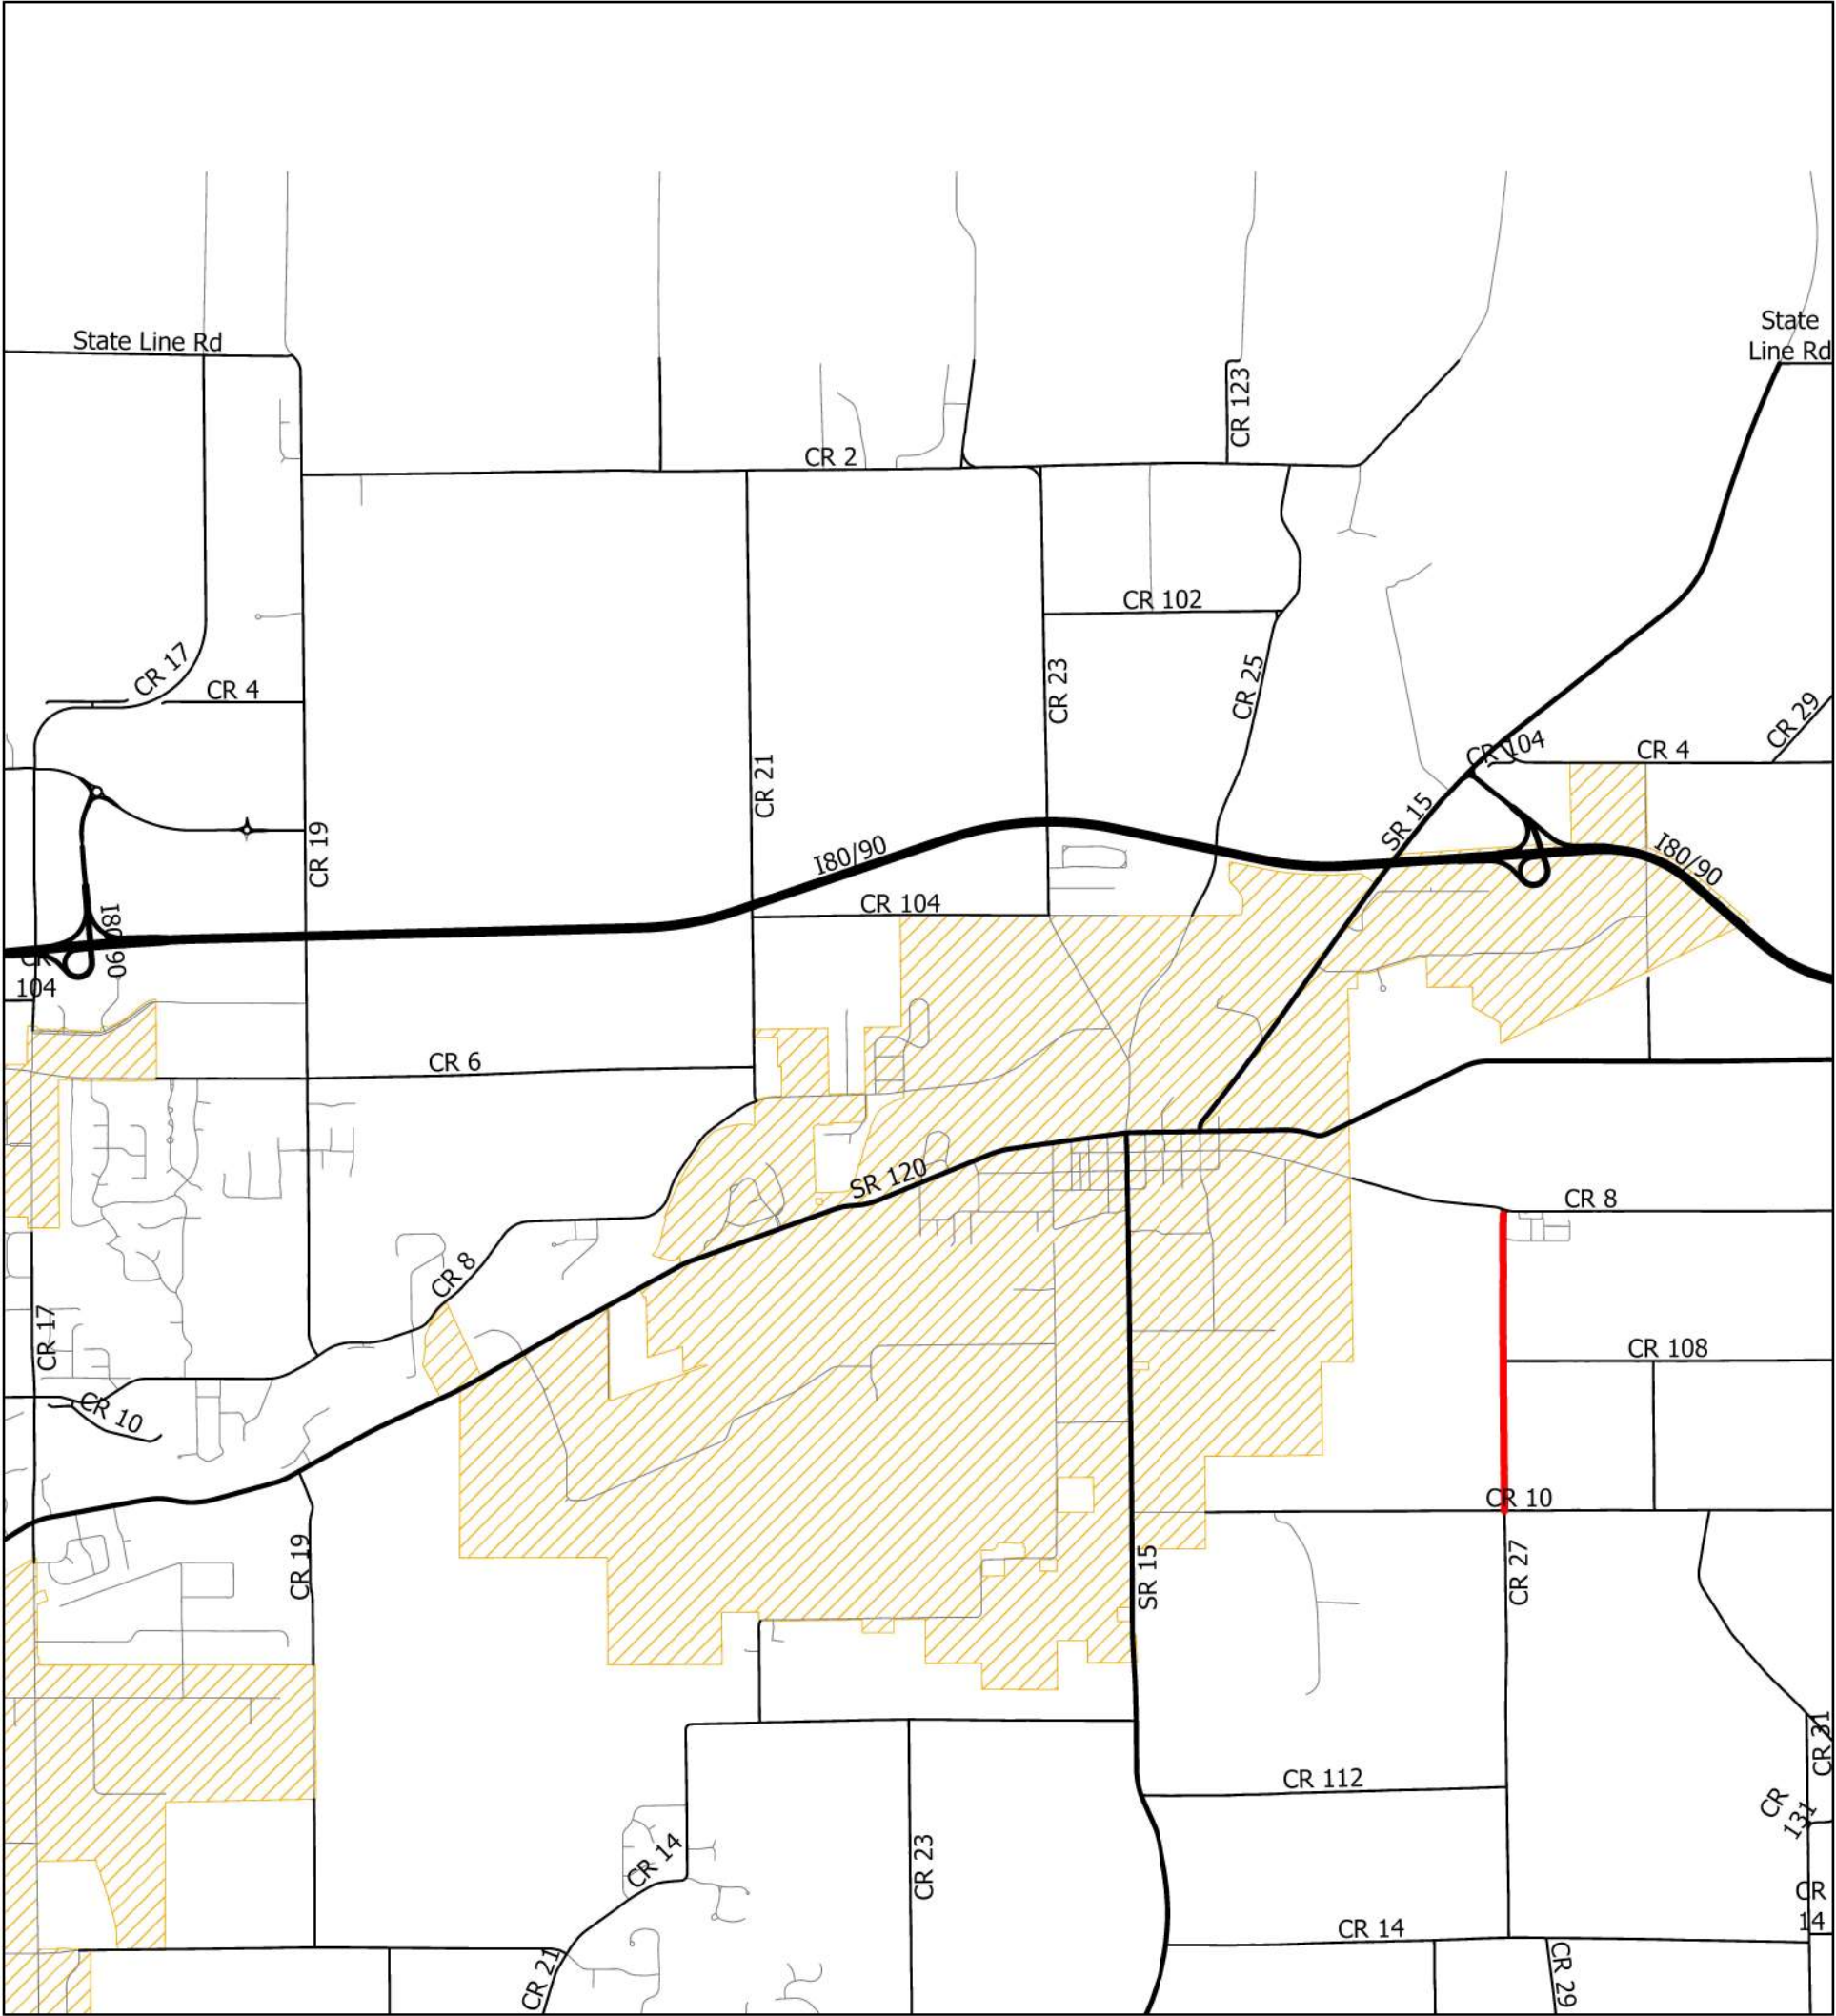 State
Line Rd
State Line Rd
CR 123
CR 2
CR 102
CR 17
CR 4
CR 23
CR 25
CR 29
CR 104
CR 4
CR 21
SR 15
CR 19
I80/90
I80/90
CR 104
I80/90
CR
104
CR 6
SR 120
CR 8
CR 8
CR 17
CR 108
CR 10
CR 10
CR 19
SR 15
CR 27
CR 31
CR 112
CR
131
CR 14
CR 23
CR
14
CR 14
CR 21
CR 29